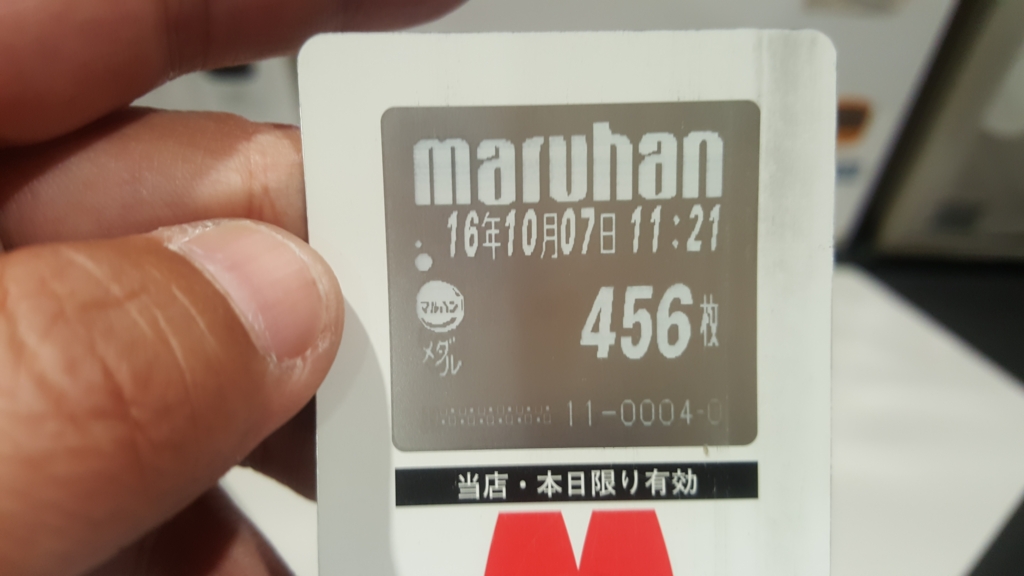 maruhan
16年10月07日 11:21
マルハン
456枚
メダル
11-0004-0
当店・本日限り有効